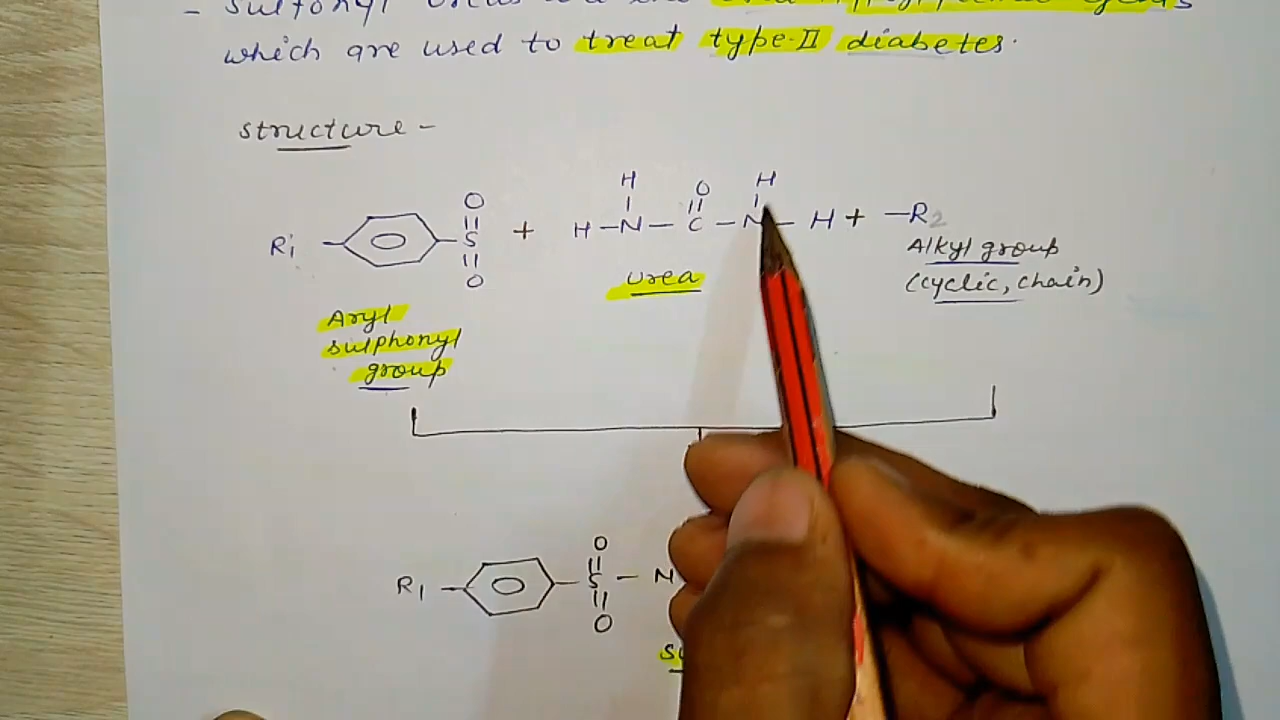 - Sulfonyl
which are used to treat type-II diabetes.
structure -
H O H
O || |
R1 S + H - N - C - N - H + -R2
O
Alkyl group
(cyclic, chain)
urea
Aryl
sulphonyl
group
O
R1 S - N
O